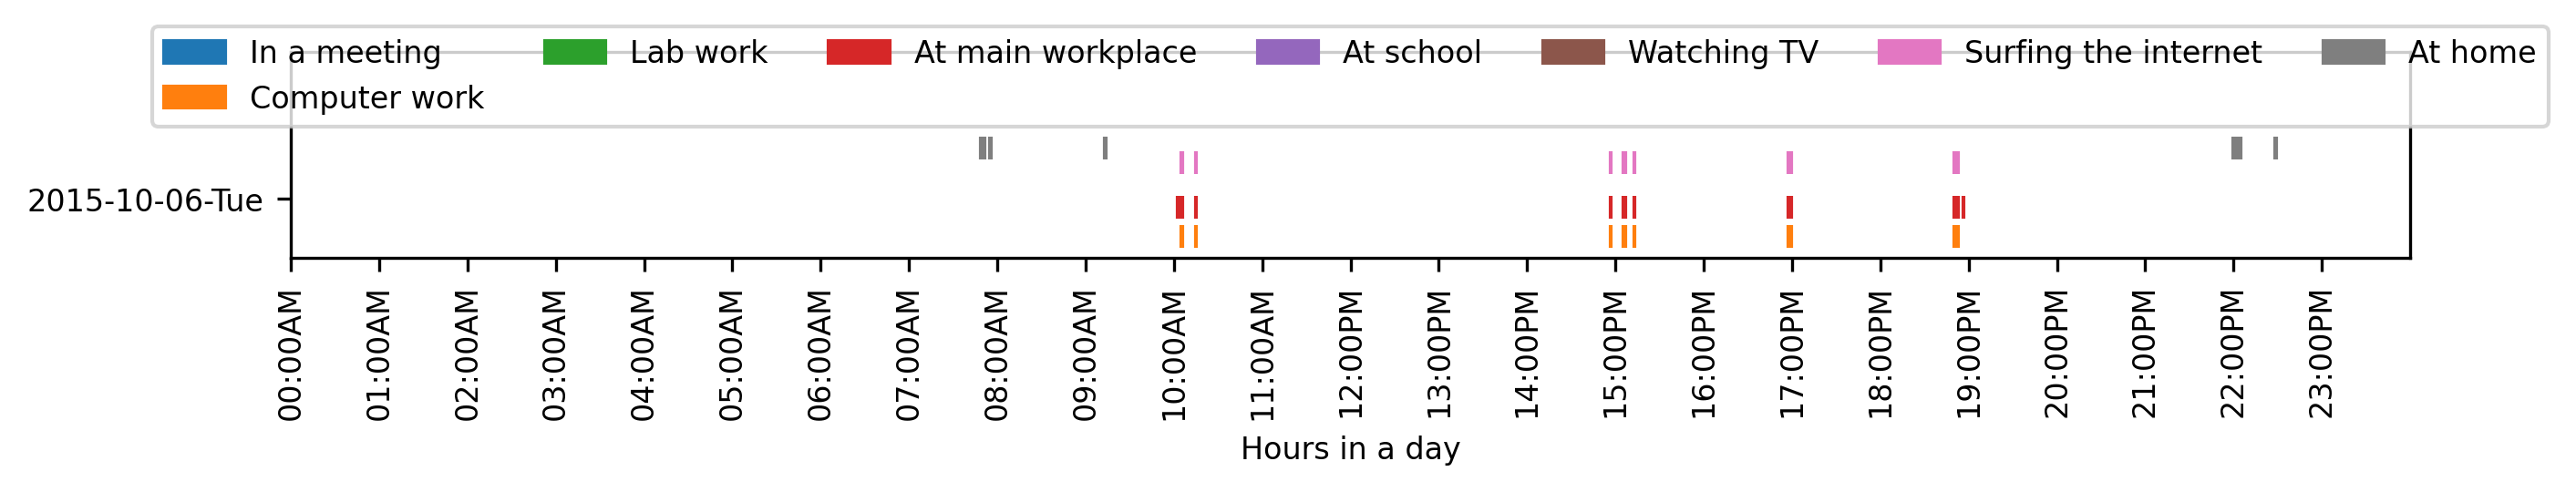 In a meeting Lab work At main workplace At school Watching TV Surfing the internet At home
Computer work
2015-10-06-Tue
00:00AM 01:00AM 02:00AM 03:00AM 04:00AM 05:00AM 06:00AM 07:00AM 08:00AM 09:00AM 10:00AM 11:00AM 12:00PM 13:00PM 14:00PM 15:00PM 16:00PM 17:00PM 18:00PM 19:00PM 20:00PM 21:00PM 22:00PM 23:00PM
Hours in a day